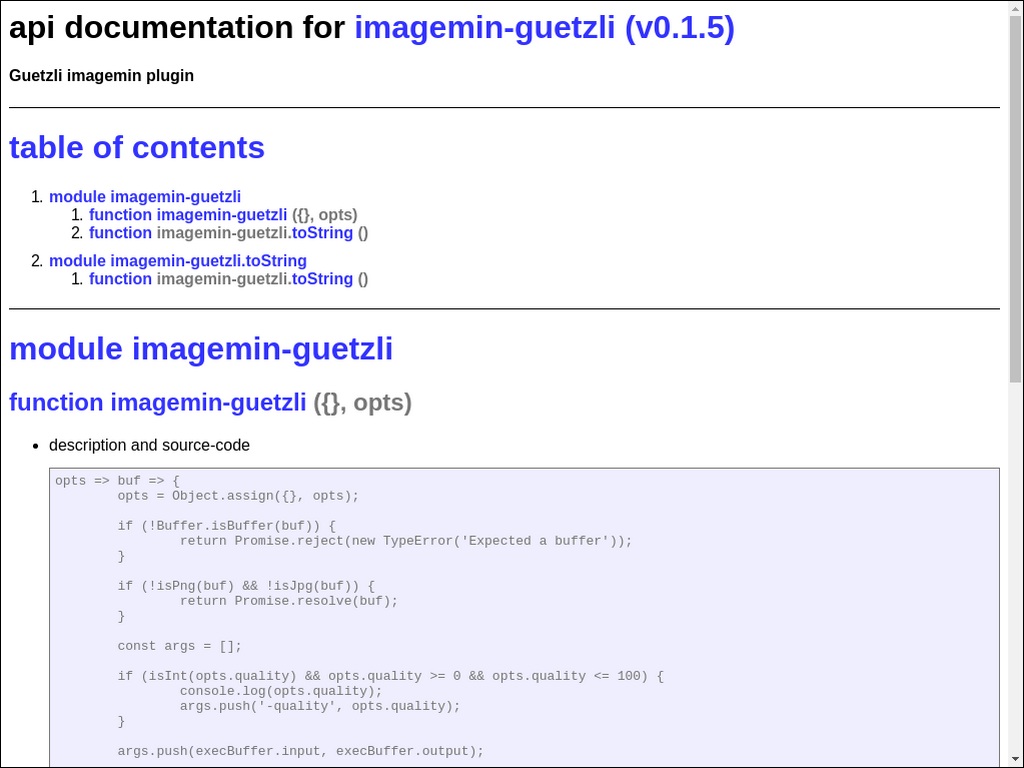 api documentation for imagemin-guetzli (v0.1.5)
Guetzli imagemin plugin
table of contents
1. module imagemin-guetzli
1. function imagemin-guetzli ({}, opts)
2. function imagemin-guetzli.toString ()
2. module imagemin-guetzli.toString
1. function imagemin-guetzli.toString ()
module imagemin-guetzli
function imagemin-guetzli ({}, opts)
• description and source-code
opts => buf => {
        opts = Object.assign({}, opts);

        if (!Buffer.isBuffer(buf)) {
                return Promise.reject(new TypeError('Expected a buffer'));
        }

        if (!isPng(buf) && !isJpg(buf)) {
                return Promise.resolve(buf);
        }

        const args = [];

        if (isInt(opts.quality) && opts.quality >= 0 && opts.quality <= 100) {
                console.log(opts.quality);
                args.push('-quality', opts.quality);
        }

        args.push(execBuffer.input, execBuffer.output);